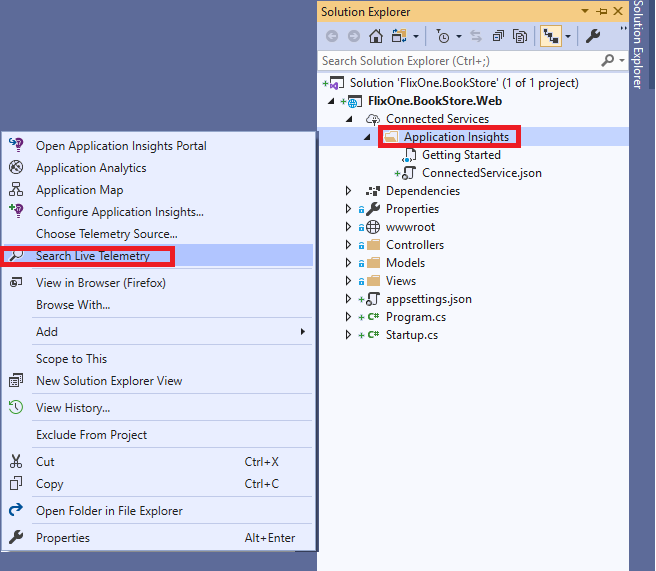 Solution Explorer
Search Solution Explorer (Ctrl+;)
Solution 'FlixOne.BookStore' (1 of 1 project)
FlixOne.BookStore.Web
Connected Services
Application Insights
Getting Started
ConnectedService.json
Dependencies
Properties
wwwroot
Controllers
Models
Views
appsettings.json
C# Program.cs
C# Startup.cs
Solution Explorer
Open Application Insights Portal
Application Analytics
Application Map
Configure Application Insights...
Choose Telemetry Source...
Search Live Telemetry
View in Browser (Firefox)
Browse With...
Add
Scope to This
New Solution Explorer View
View History...
Exclude From Project
Cut Ctrl+X
Copy Ctrl+C
Open Folder in File Explorer
Properties Alt+Enter